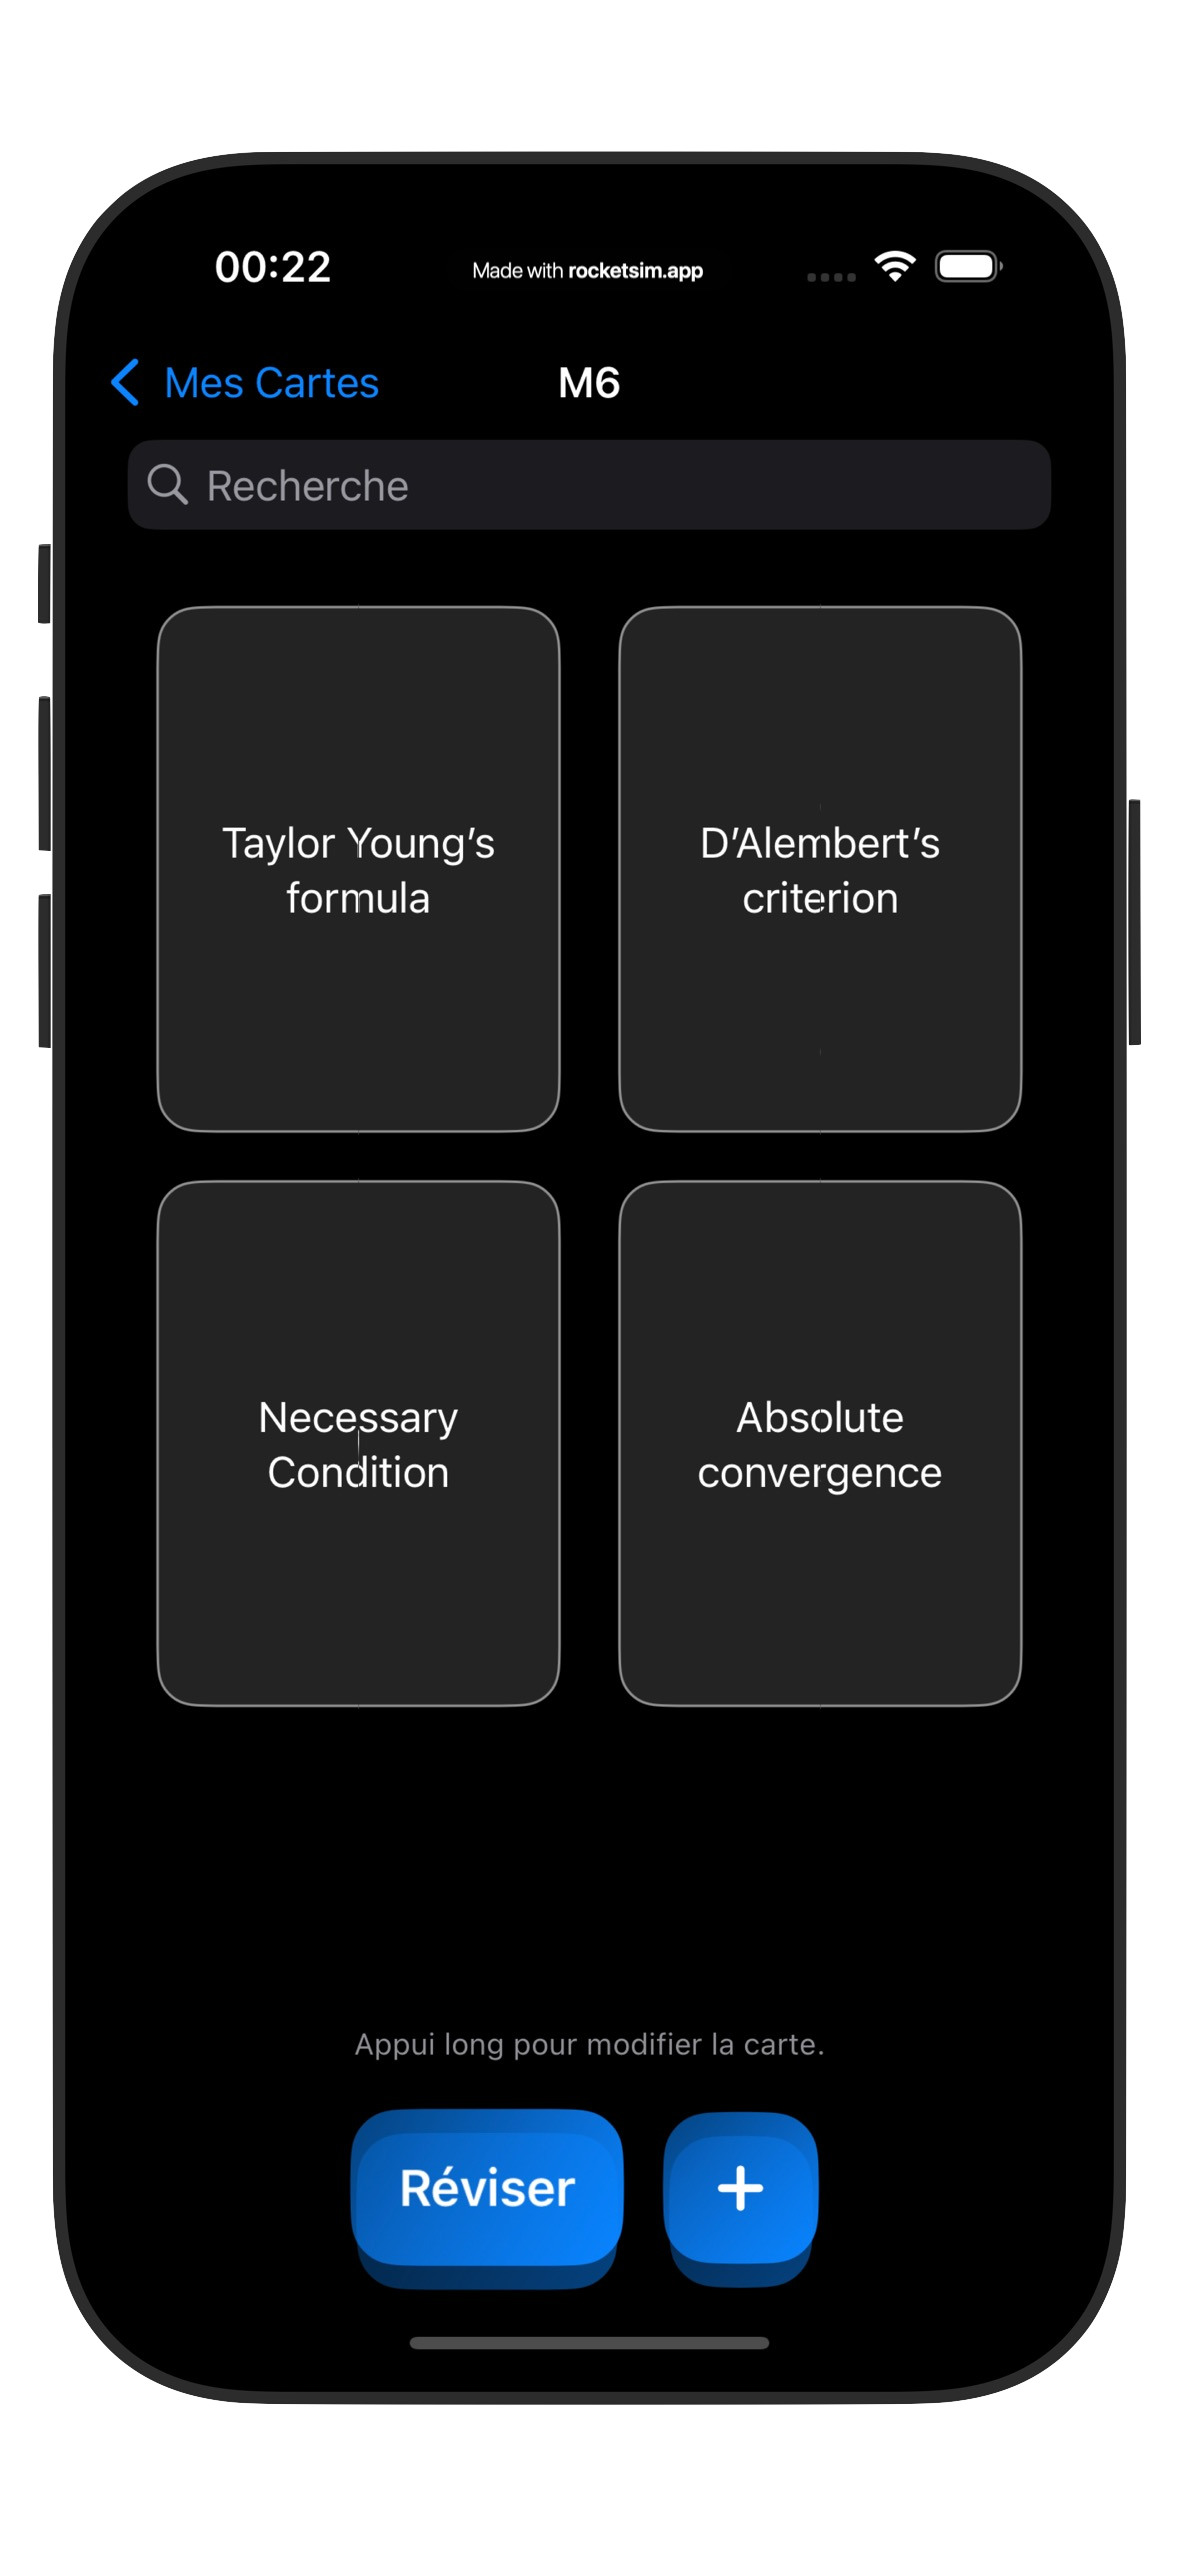 00:22
Made with rocketsim.app
Mes Cartes
M6
Recherche
Taylor Young’s
formula
D’Alembert’s
criterion
Necessary
Condition
Absolute
convergence
Appui long pour modifier la carte.
Réviser
+